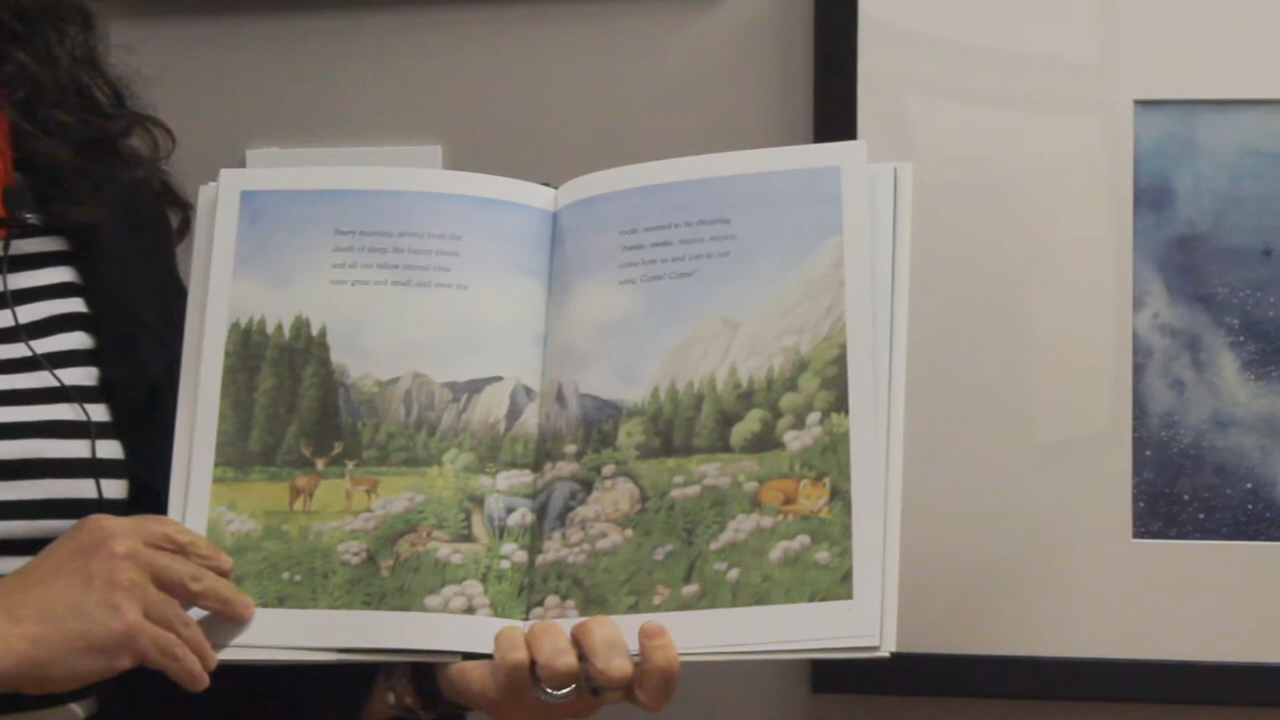 Every morning, arising from the
death of sleep, the happy plants
and all our fellow animal crea-
tures great and small, and even the
rocks, seemed to be shouting,
"Awake, awake, rejoice, rejoice,
come love us and join in our
song. Come! Come!"